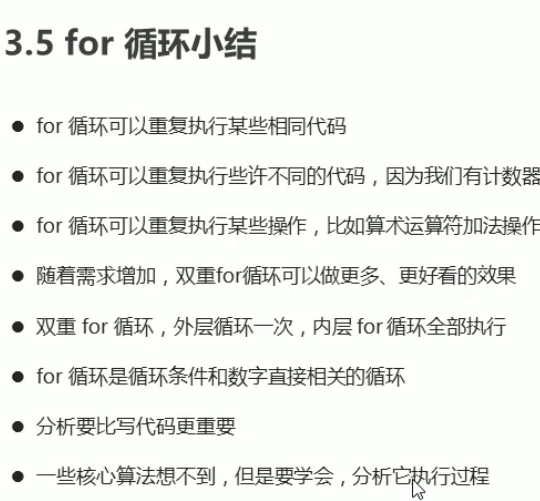 3.5 for 循环小结
● for 循环可以重复执行某些相同代码
● for 循环可以重复执行些许不同的代码，因为我们有计数器
● for 循环可以重复执行某些操作，比如算术运算符加法操作
● 随着需求增加，双重for循环可以做更多、更好看的效果
● 双重 for 循环，外层循环一次，内层 for 循环全部执行
● for 循环是循环条件和数字直接相关的循环
● 分析要比写代码更重要
● 一些核心算法想不到，但是要学会，分析它执行过程